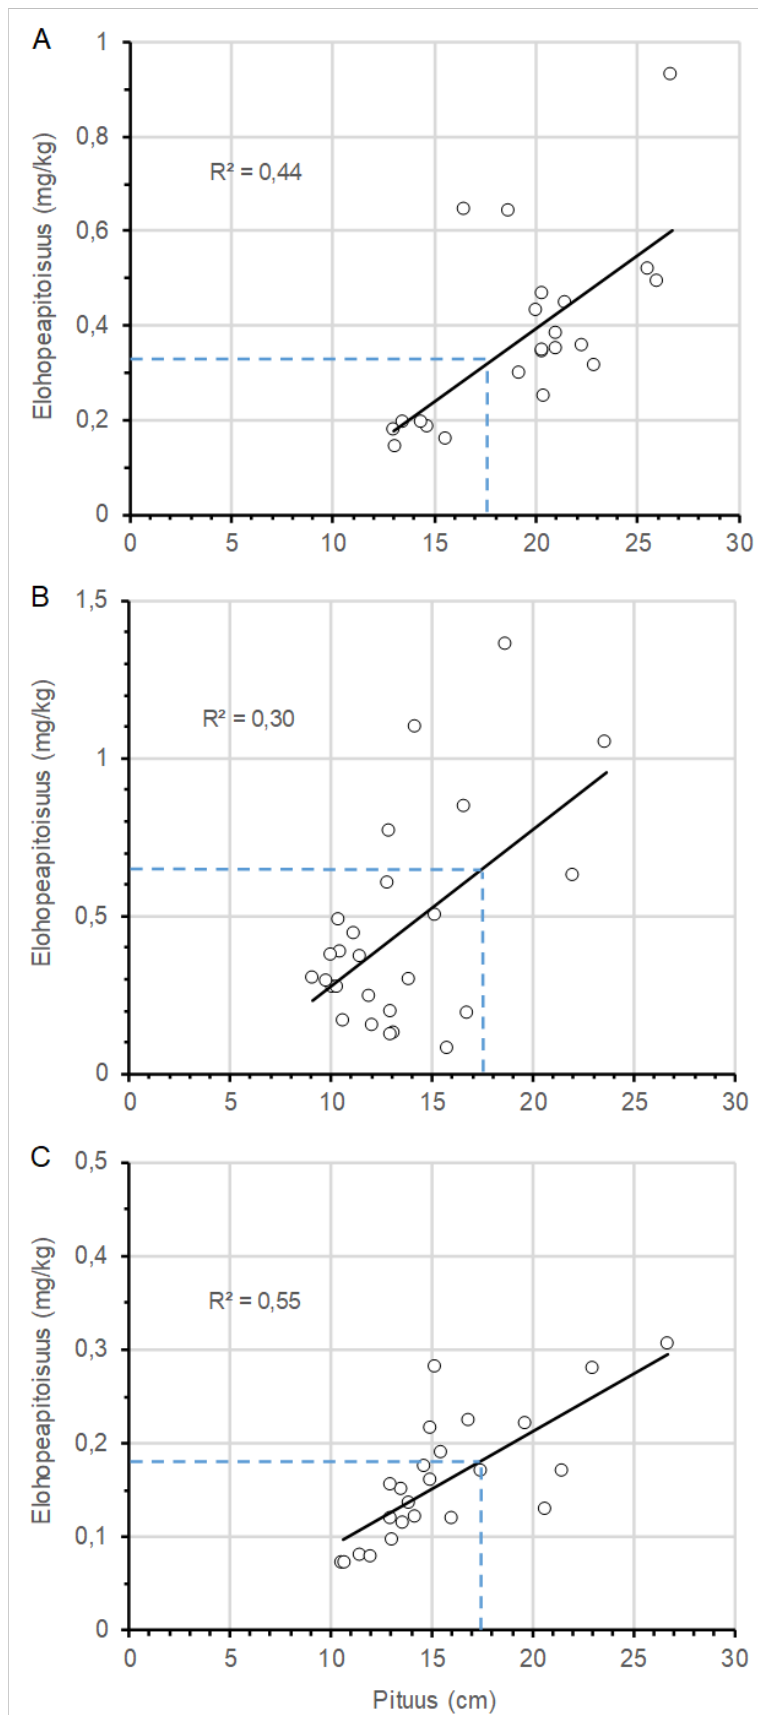 A
Elohopeapitoisuus (mg/kg)
1
0,8
0,6
0,4
0,2
0
R² = 0,44
0 5 10 15 20 25 30
B
Elohopeapitoisuus (mg/kg)
1,5
1
0,5
0
R² = 0,30
0 5 10 15 20 25 30
C
Elohopeapitoisuus (mg/kg)
0,5
0,4
0,3
0,2
0,1
0
R² = 0,55
0 5 10 15 20 25 30
Pituus (cm)